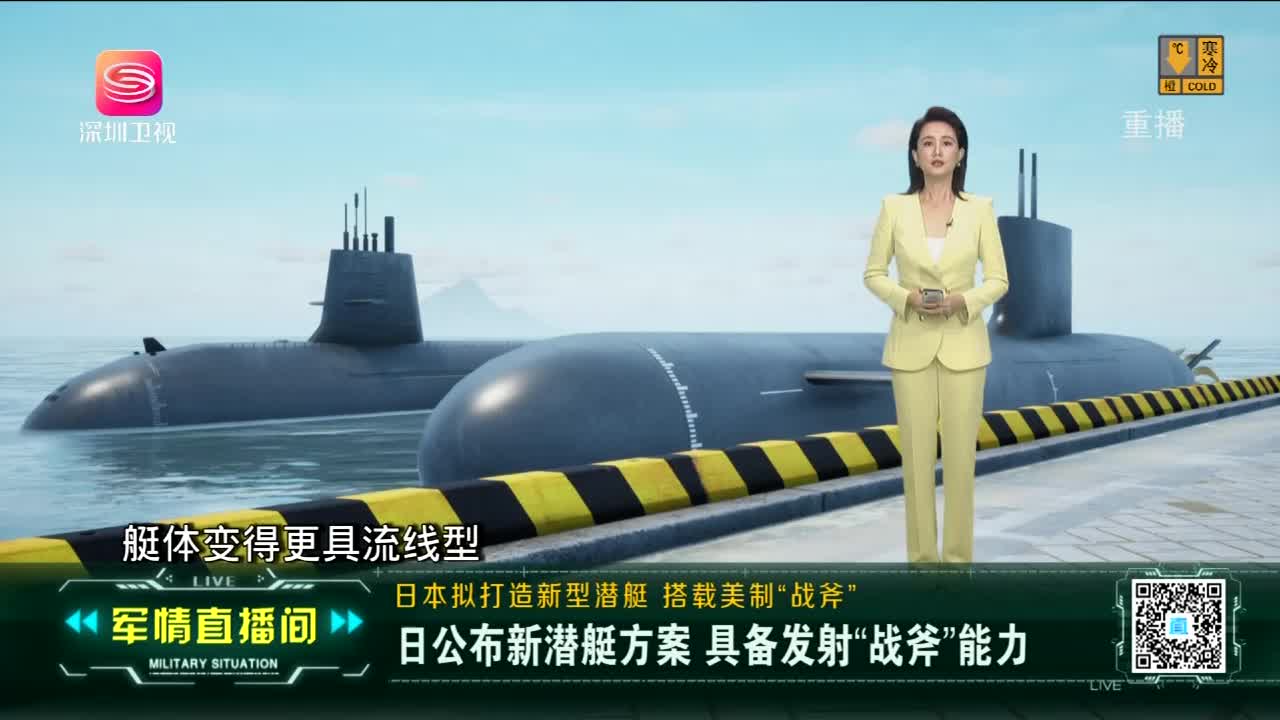 深圳卫视
℃
寒冷
橙 COLD
重播
艇体变得更具流线型
LIVE
军情直播间
MILITARY SITUATION
日本拟打造新型潜艇 搭载美制“战斧”
日公布新潜艇方案 具备发射“战斧”能力
直
LIVE